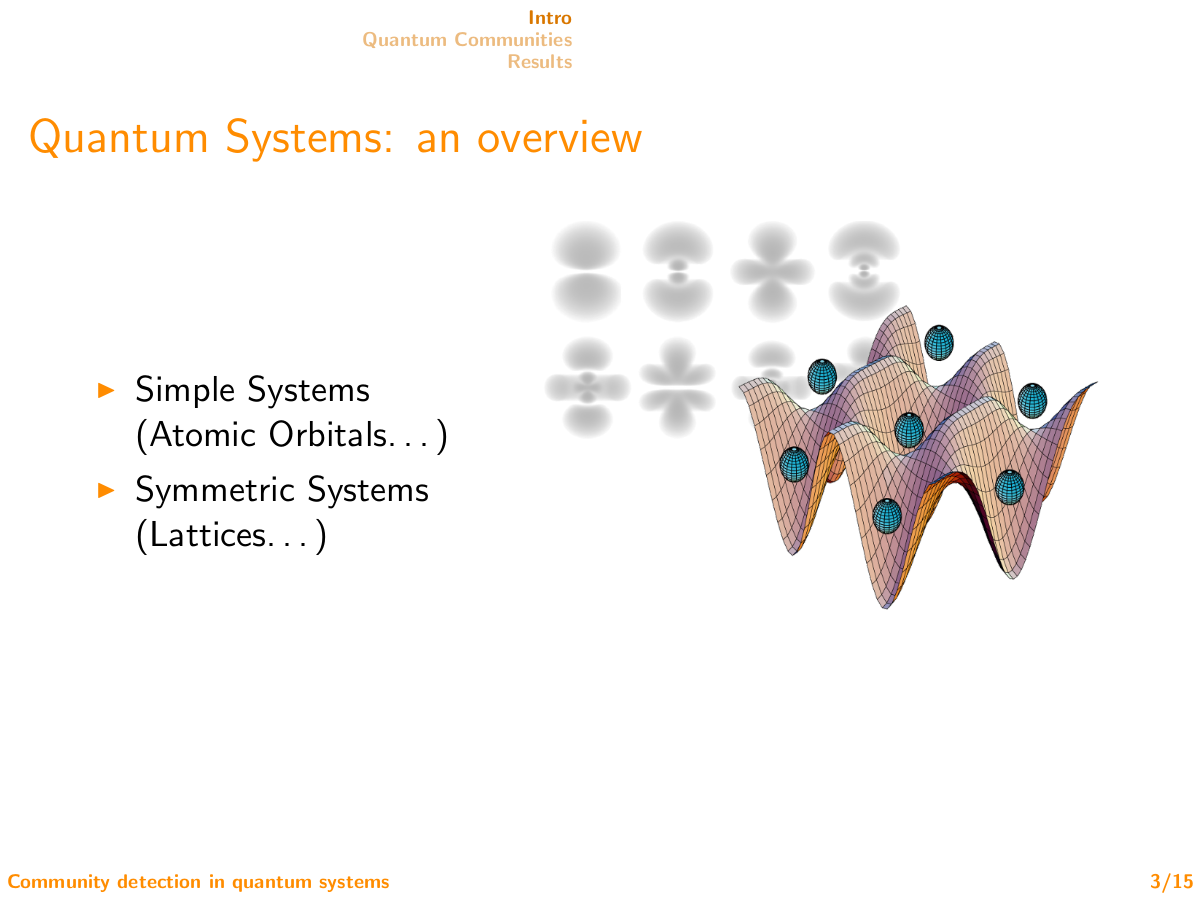 Intro
Quantum Communities
Results
Quantum Systems: an overview
Simple Systems
(Atomic Orbitals. . . )
Symmetric Systems
(Lattices. . . )
Community detection in quantum systems
3/15